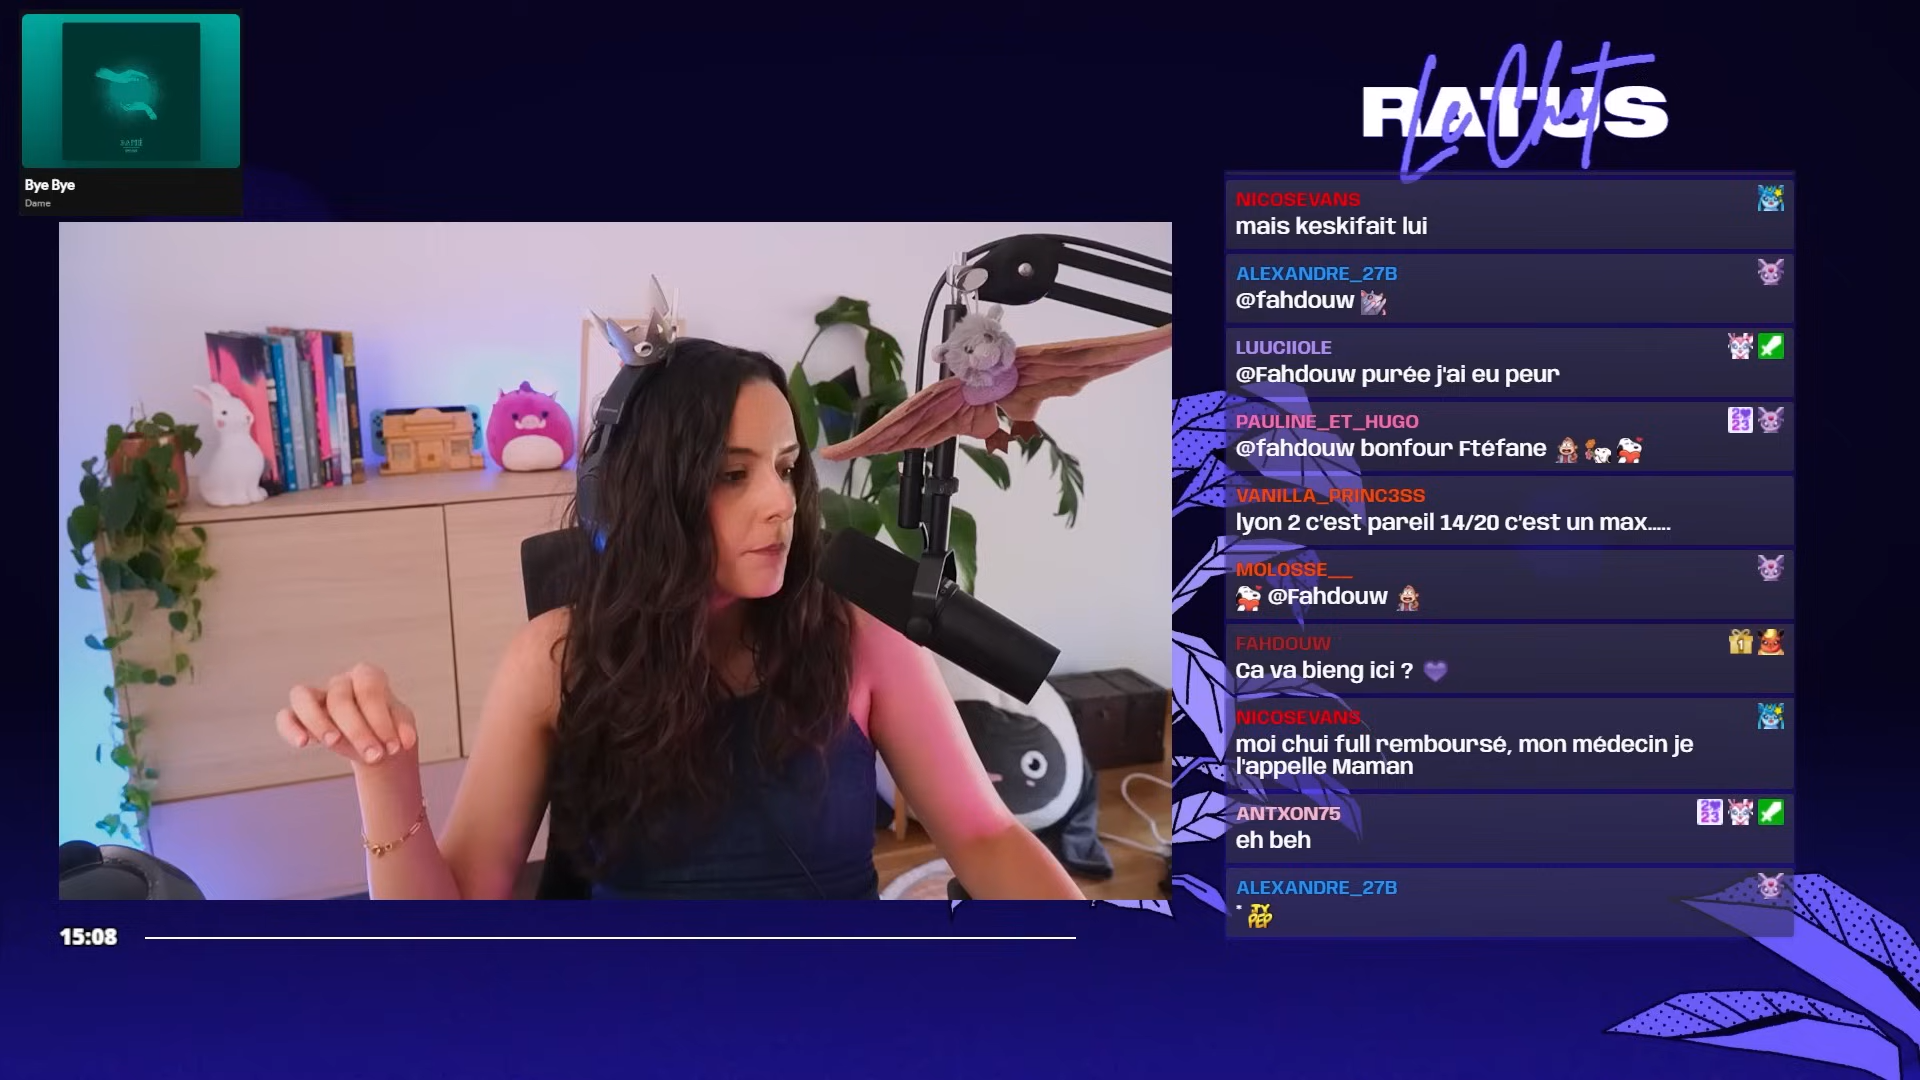 Bye Bye
Dame
RATUS
Le Chat
NICOSEVANS
mais keskifait lui
ALEXANDRE_27B
@fahdouw
LUUCIIOLE
@Fahdouw purée j'ai eu peur
PAULINE_ET_HUGO
@fahdouw bonfour Ftéfane
VANILLA_PRINC3SS
lyon 2 c'est pareil 14/20 c'est un max.....
MOLOSSE__
@Fahdouw
FAHDOUW
Ca va bieng ici ?
NICOSEVANS
moi chui full remboursé, mon médecin je
l'appelle Maman
ANTXON75
eh beh
ALEXANDRE_27B
15:08